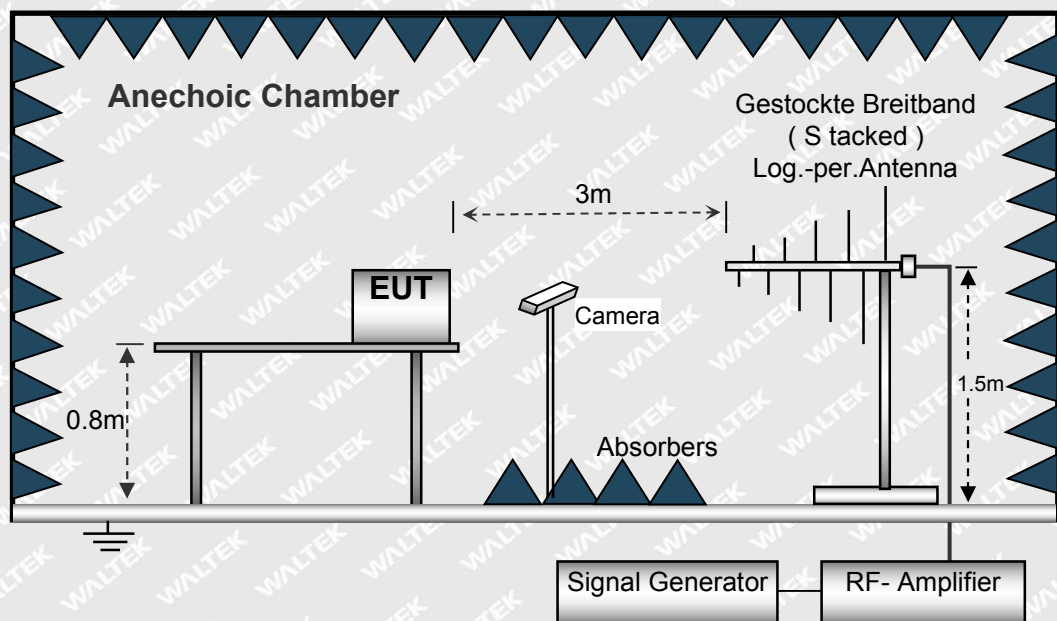 Anechoic Chamber
Gestockte Breitband
( S tacked )
Log.-per.Antenna
3m
EUT
Camera
1.5m
0.8m
Absorbers
Signal Generator
RF- Amplifier
WALTEK